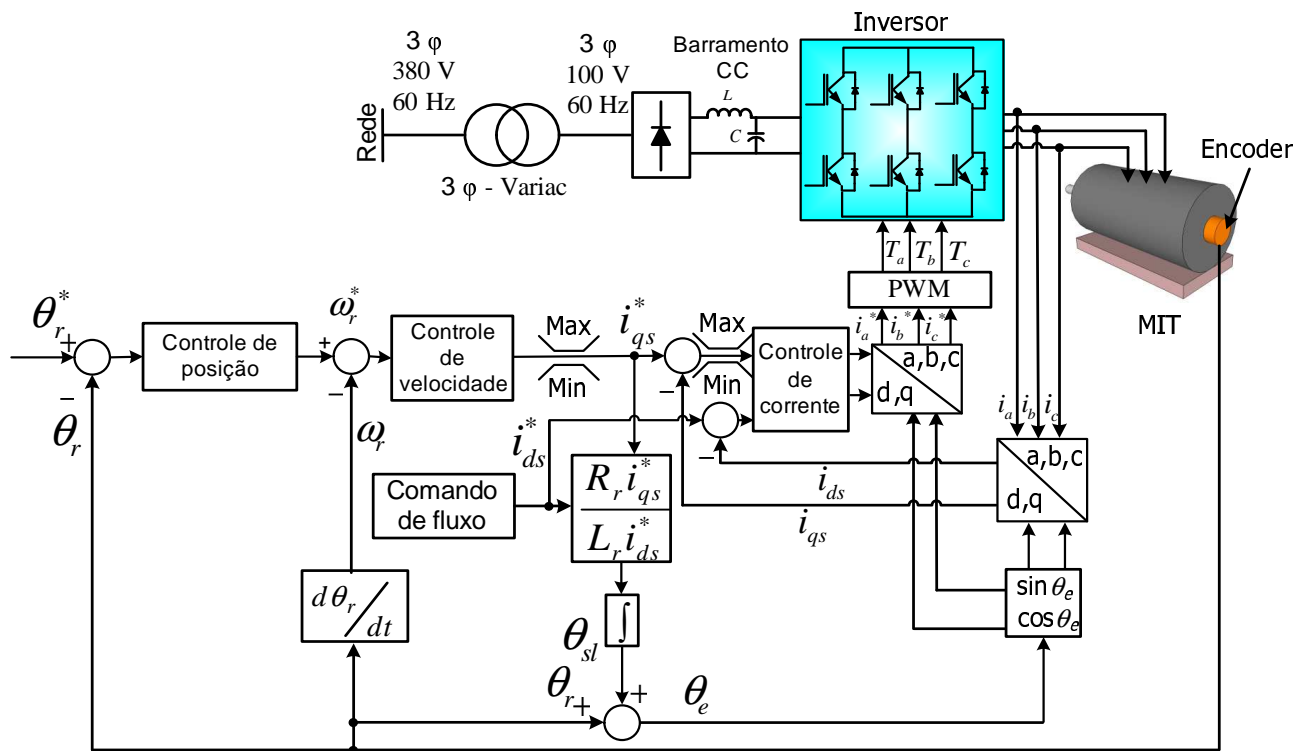 Inversor
3 φ
380 V
60 Hz
3 φ
100 V
60 Hz
Barramento
CC
L
C
Rede
3 φ - Variac
Encoder
MIT
T_a T_b T_c
PWM
i_a^* i_b^* i_c^*
θ_r^*
+
−
θ_r
Controle de
posição
ω_r^*
+
−
ω_r
Controle
de
velocidade
Max
Min
i_qs^*
−
Max
Min
Controle
de
corrente
a,b,c
d,q
i_a i_b i_c
a,b,c
d,q
i_ds^*
−
i_ds
i_qs
Comando
de fluxo
R_r i_qs^*
L_r i_ds^*
sin θ_e
cos θ_e
d θ_r
/
dt
∫
θ_sl
+
θ_r
+
θ_e